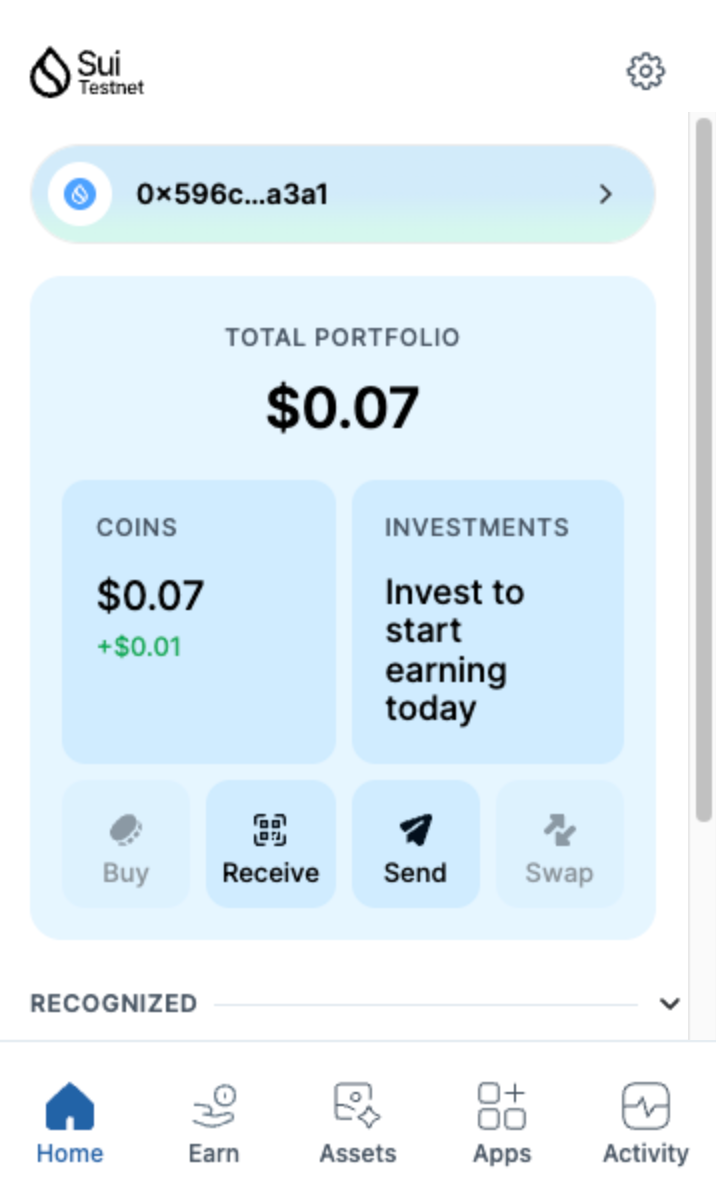 Sui
Testnet
0×596c...a3a1
TOTAL PORTFOLIO
$0.07
COINS
$0.07
+$0.01
INVESTMENTS
Invest to
start
earning
today
Buy
Receive
Send
Swap
RECOGNIZED
Home
Earn
Assets
Apps
Activity